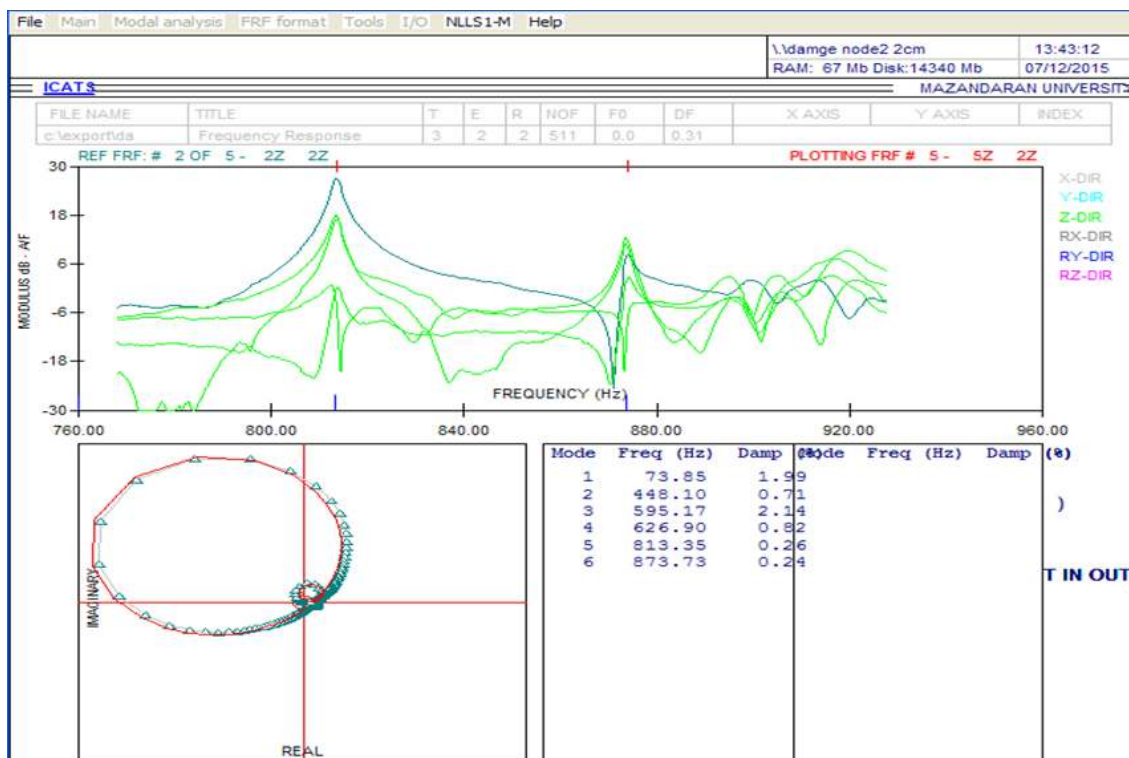 File Main Modal analysis FRF format Tools I/O NLLS1-M Help
\.\damge node2 2cm 13:43:12
RAM: 67 Mb Disk:14340 Mb 07/12/2015
ICATS MAZANDARAN UNIVERSIT
FILE NAME TITLE T E R NOF F0 DF X AXIS Y AXIS INDEX
c:\export\da Frequency Response 3 2 2 511 0.0 0.31
REF FRF: # 2 OF 5 - 2Z 2Z PLOTTING FRF # 5 - 5Z 2Z
30
18
6
-6
-18
-30
MODULUS dB - A/F
X-DIR
Y-DIR
Z-DIR
RX-DIR
RY-DIR
RZ-DIR
FREQUENCY (Hz)
760.00 800.00 840.00 880.00 920.00 960.00
IMAGINARY
REAL
Mode Freq (Hz) Damp (%) Mode Freq (Hz) Damp (%)
1 73.85 1.99
2 448.10 0.71
3 595.17 2.14
4 626.90 0.82
5 813.35 0.26
6 873.73 0.24
)
T IN OUT